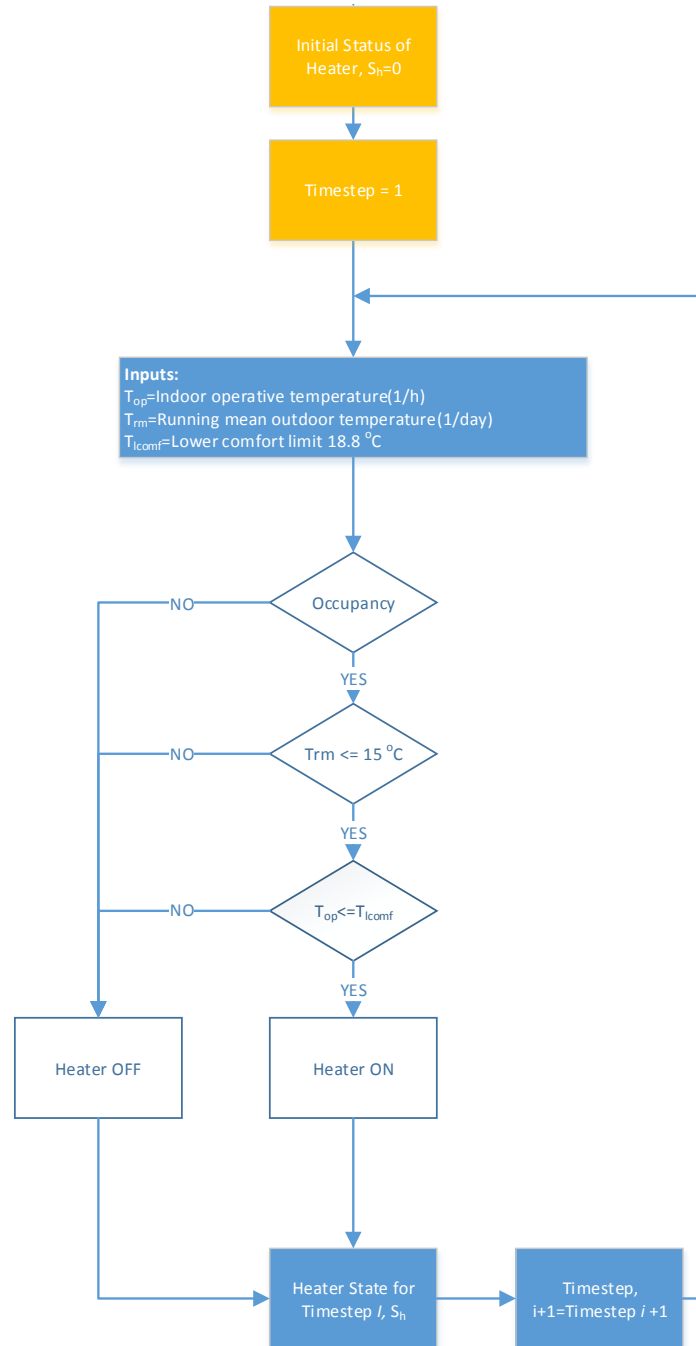 Initial Status of
Heater, Sh=0
Timestep = 1
Inputs:
Top=Indoor operative temperature(1/h)
Trm=Running mean outdoor temperature(1/day)
Tlcomf=Lower comfort limit 18.8 °C
Occupancy
NO
YES
Trm <= 15 °C
NO
YES
Top<=Tlcomf
NO
YES
Heater OFF
Heater ON
Heater State for
Timestep I, Sh
Timestep,
i+1=Timestep i +1